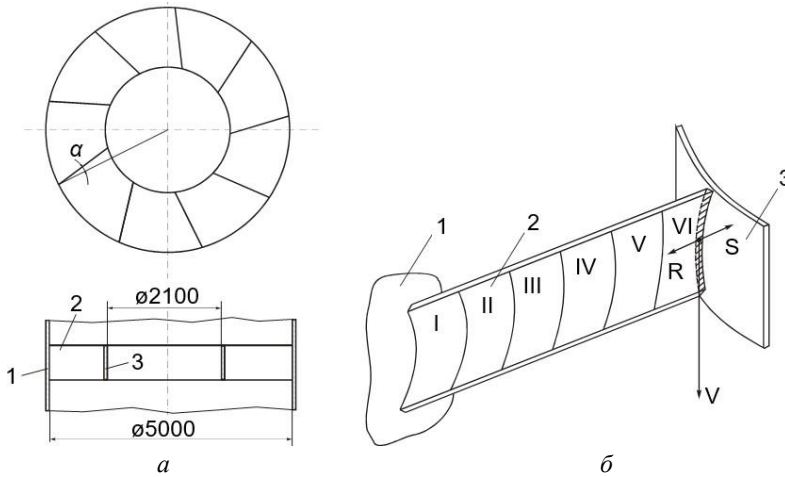 α
ø2100
2
1
3
ø5000
а
1
2
3
I
II
III
IV
V
VI
R
S
V
б